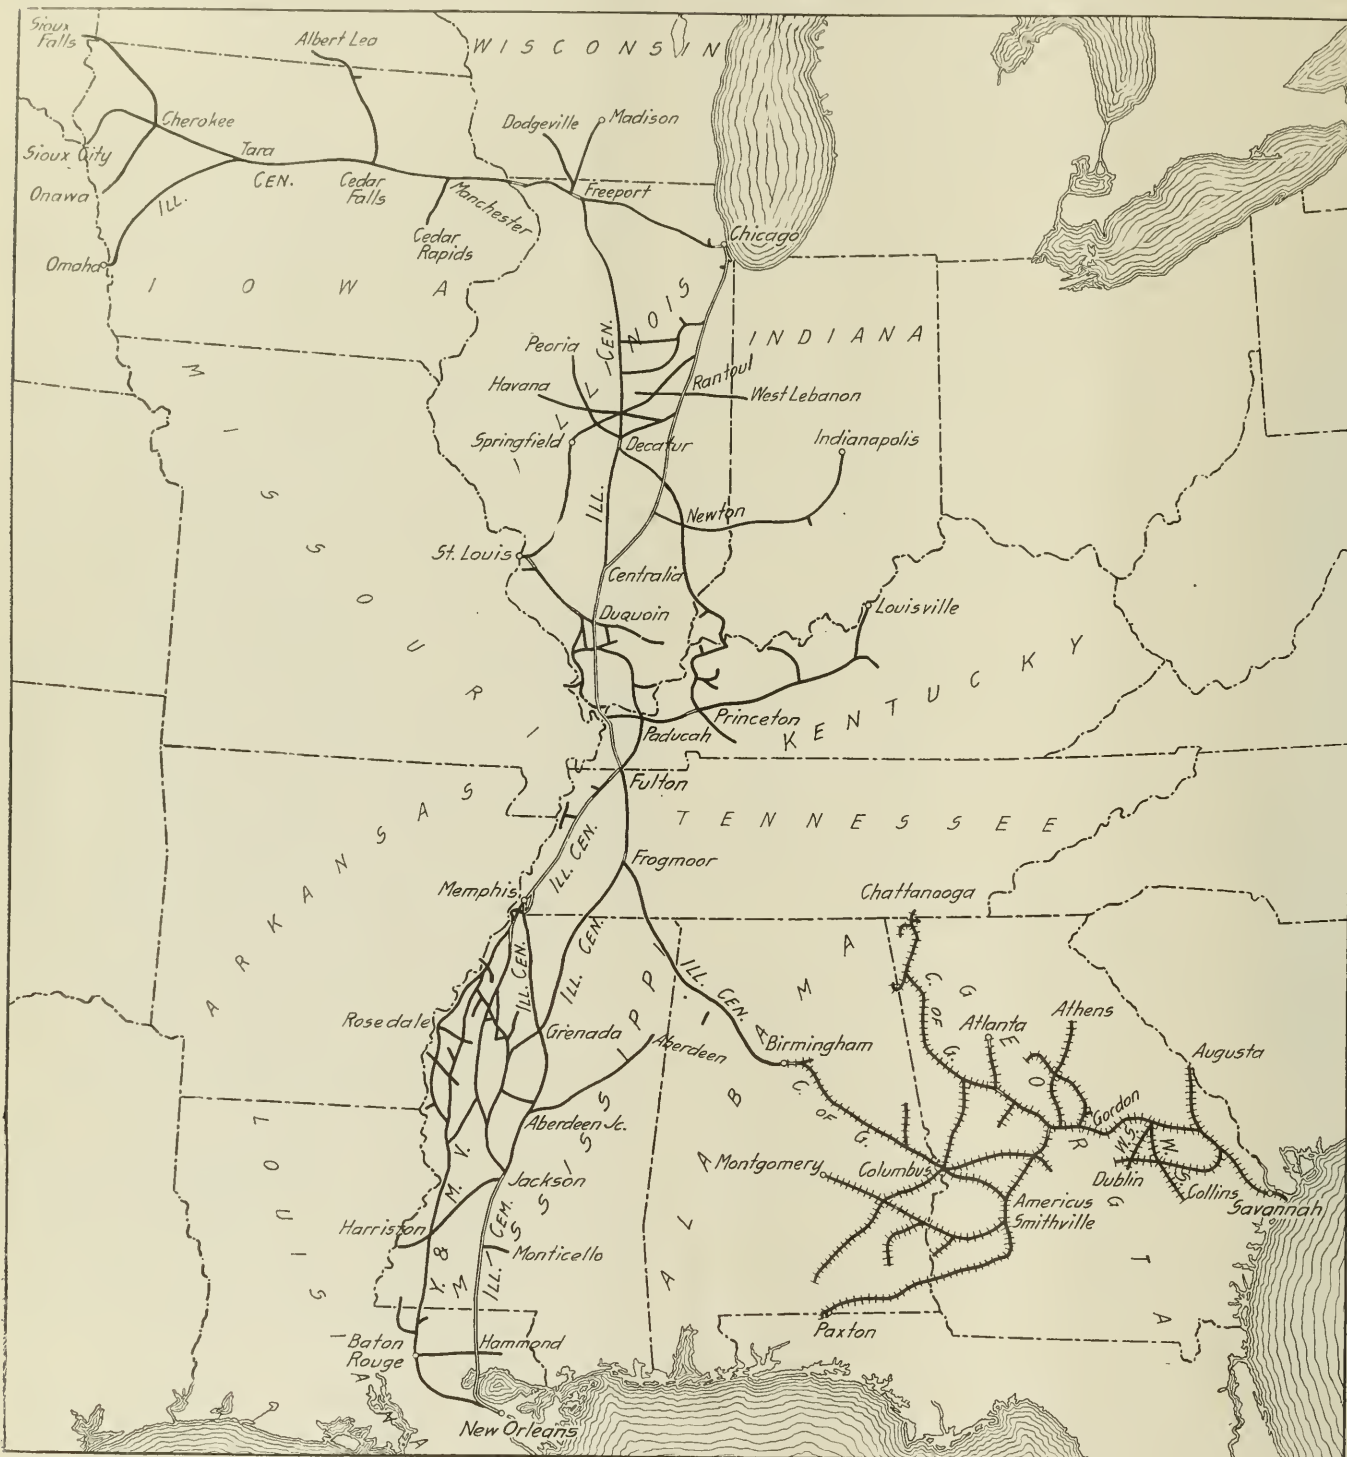 Sioux
Falls
Albert Lea
WISCONSIN
Cherokee
Dodgeville
Madison
Sioux City
Tara
Onawa
ILL.
CEN.
Cedar
Falls
Manchester
Freeport
Cedar
Rapids
Chicago
Omaha
IOWA
ILLINOIS
CEN.
INDIANA
Peoria
Havana
Rantoul
West Lebanon
Springfield
Decatur
Indianapolis
ILL.
Newton
St. Louis
Centralia
Duquoin
Louisville
MISSOURI
KENTUCKY
Princeton
Paducah
Fulton
TENNESSEE
ARKANSAS
ILL. CEN.
Frogmoor
Memphis
Chattanooga
ILL. CEN.
ILL. CEN.
ILL. CEN.
Rosedale
Grenada
Aberdeen
Birmingham
C. OF G.
Atlanta
Athens
Augusta
C. OF G.
ALABAMA
GEORGIA
Aberdeen Jc.
Gordon
W.S.
W.S.
Montgomery
Columbus
Dublin
Collins
Savannah
Jackson
Americus
Smithville
Harriston
Monticello
Y. & M. V.
ILL. CEM.
MISSISSIPPI
LOUISIANA
Paxton
Baton
Rouge
Hammond
New Orleans